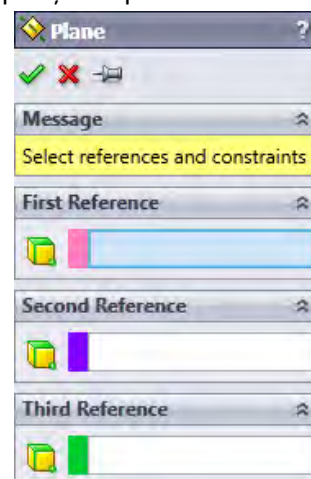 Plane ?
Message
Select references and constraints
First Reference
Second Reference
Third Reference